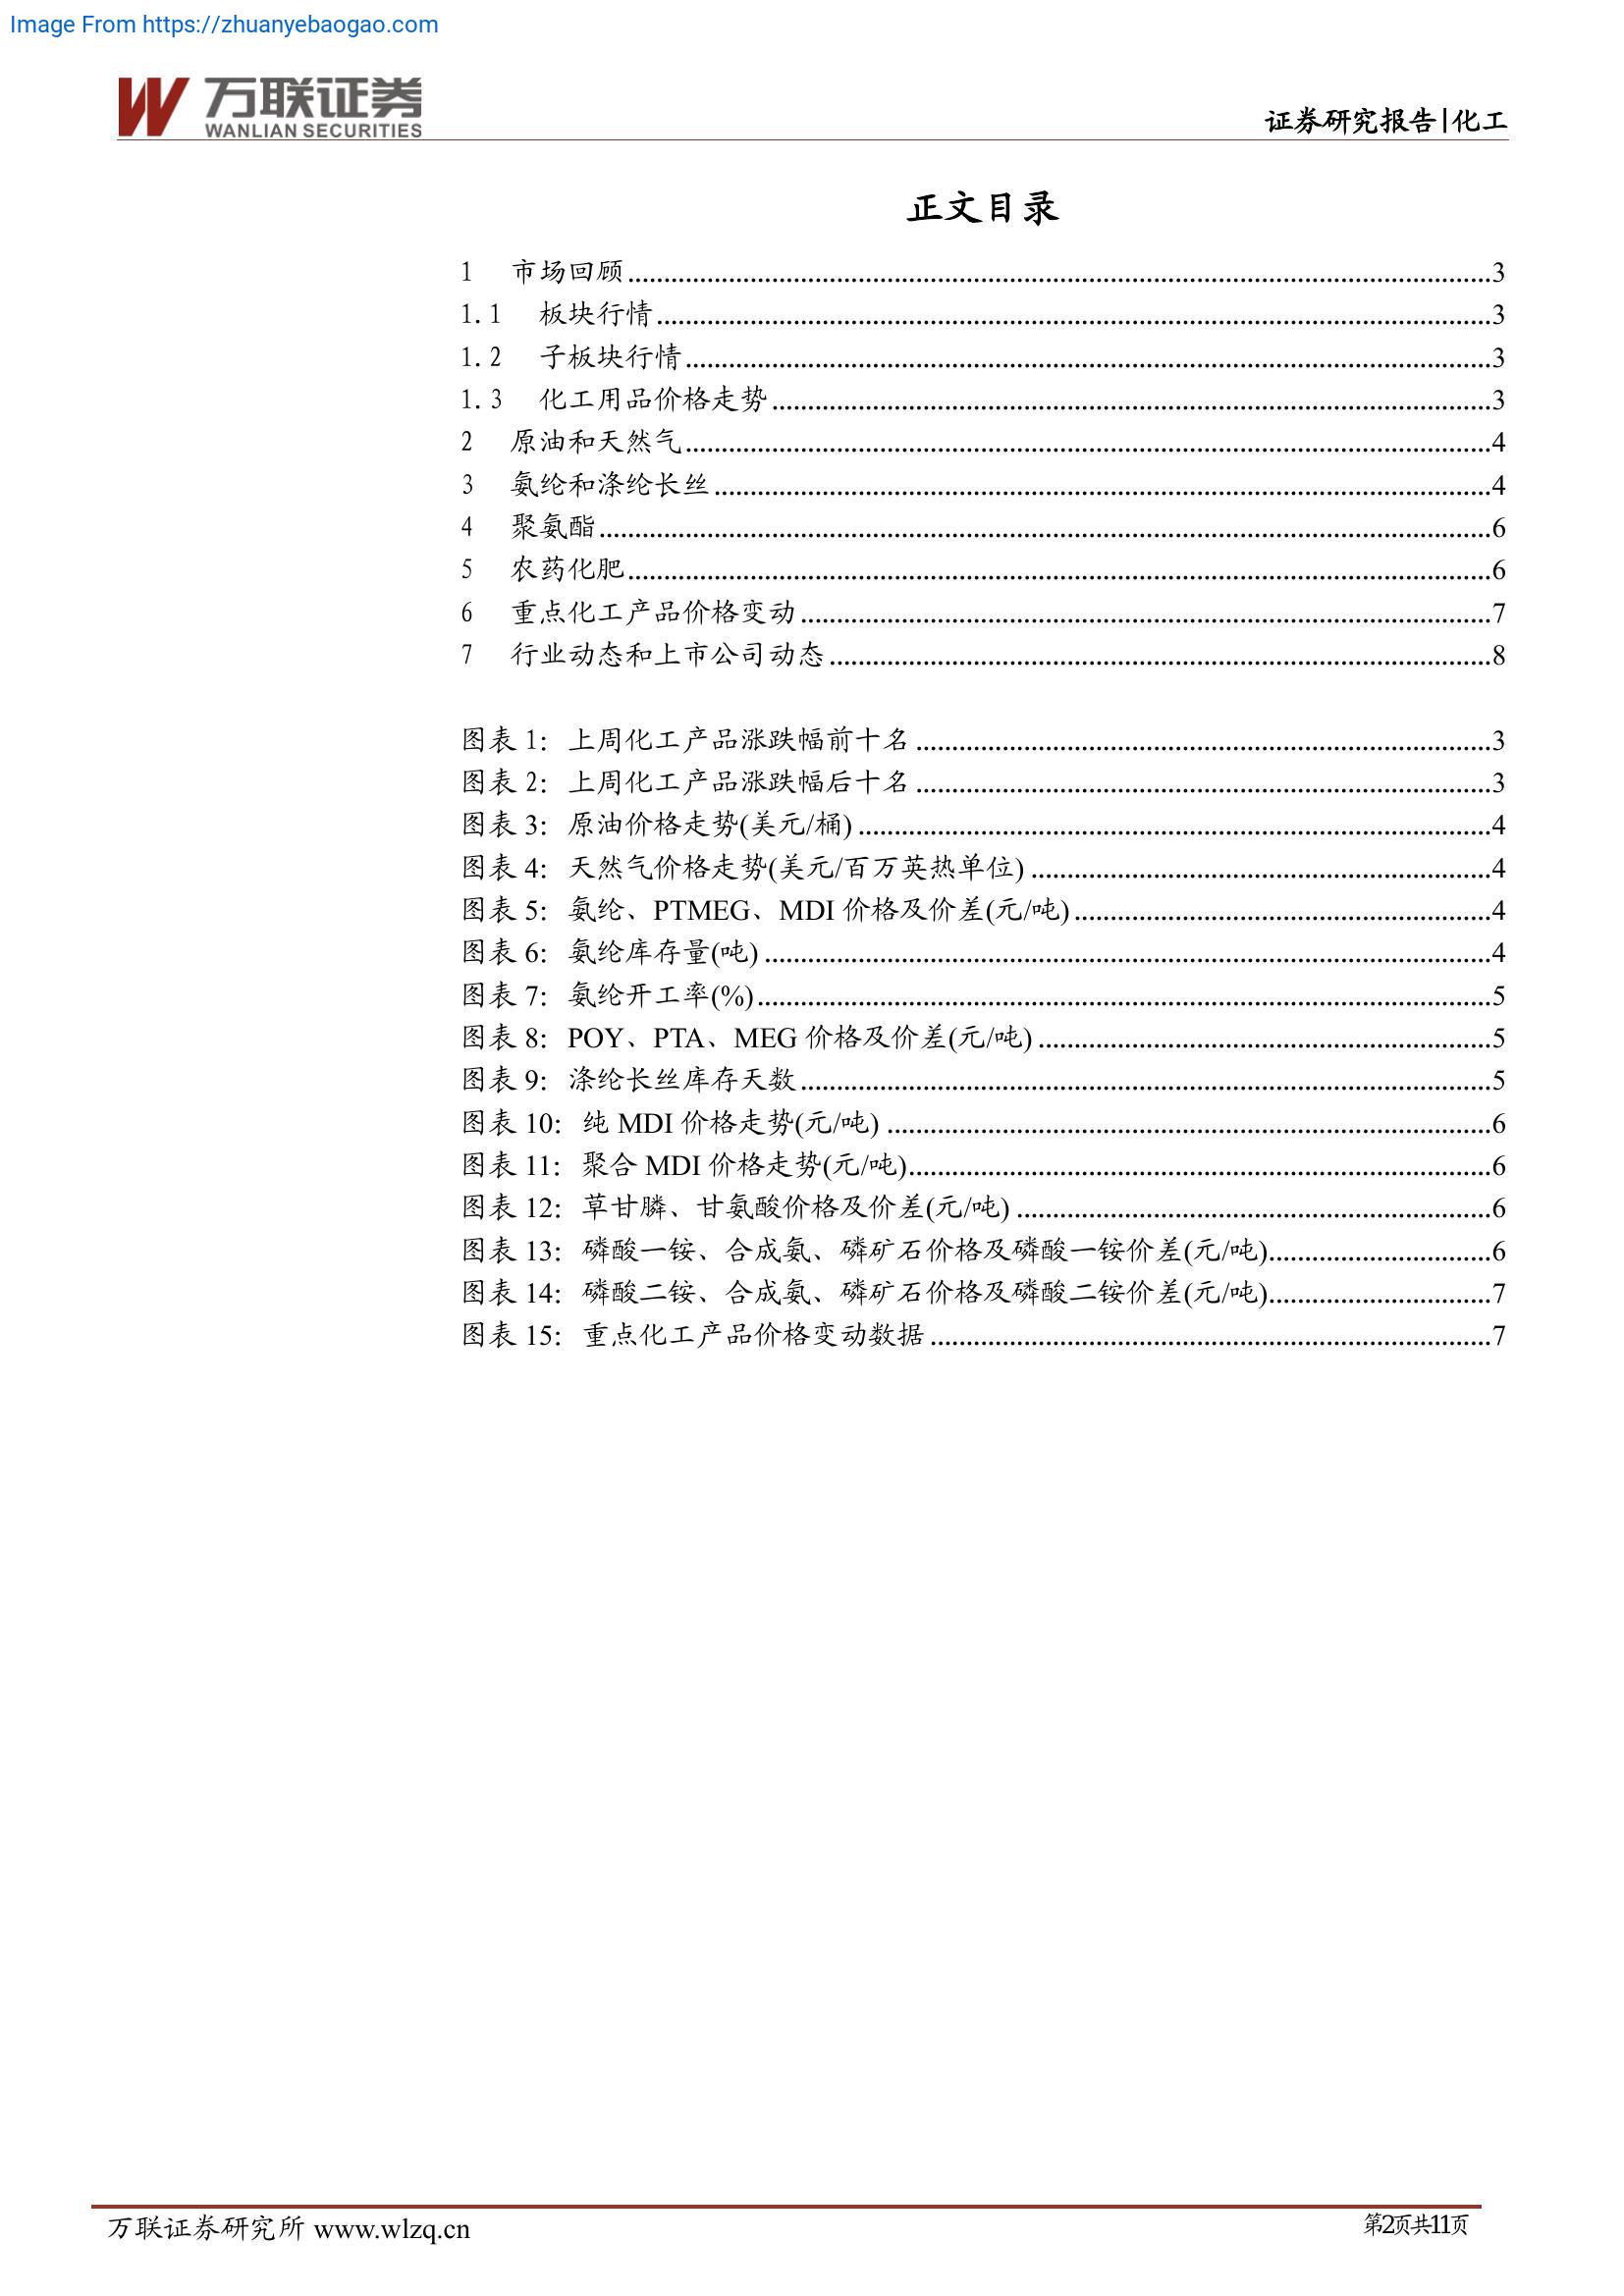 Image From https://zhuanyebaogao.com
万联证券
WANLIAN SECURITIES
证券研究报告|化工
正文目录
1 市场回顾......3
1.1 板块行情......3
1.2 子板块行情......3
1.3 化工用品价格走势......3
2 原油和天然气......4
3 氨纶和涤纶长丝......4
4 聚氨酯......6
5 农药化肥......6
6 重点化工产品价格变动......7
7 行业动态和上市公司动态......8
图表 1：上周化工产品涨跌幅前十名......3
图表 2：上周化工产品涨跌幅后十名......3
图表 3：原油价格走势(美元/桶)......4
图表 4：天然气价格走势(美元/百万英热单位)......4
图表 5：氨纶、PTMEG、MDI 价格及价差(元/吨)......4
图表 6：氨纶库存量(吨)......4
图表 7：氨纶开工率(%)......5
图表 8：POY、PTA、MEG 价格及价差(元/吨)......5
图表 9：涤纶长丝库存天数......5
图表 10：纯 MDI 价格走势(元/吨)......6
图表 11：聚合 MDI 价格走势(元/吨)......6
图表 12：草甘膦、甘氨酸价格及价差(元/吨)......6
图表 13：磷酸一铵、合成氨、磷矿石价格及磷酸一铵价差(元/吨)......6
图表 14：磷酸二铵、合成氨、磷矿石价格及磷酸二铵价差(元/吨)......7
图表 15：重点化工产品价格变动数据......7
万联证券研究所 www.wlzq.cn
第2页共11页